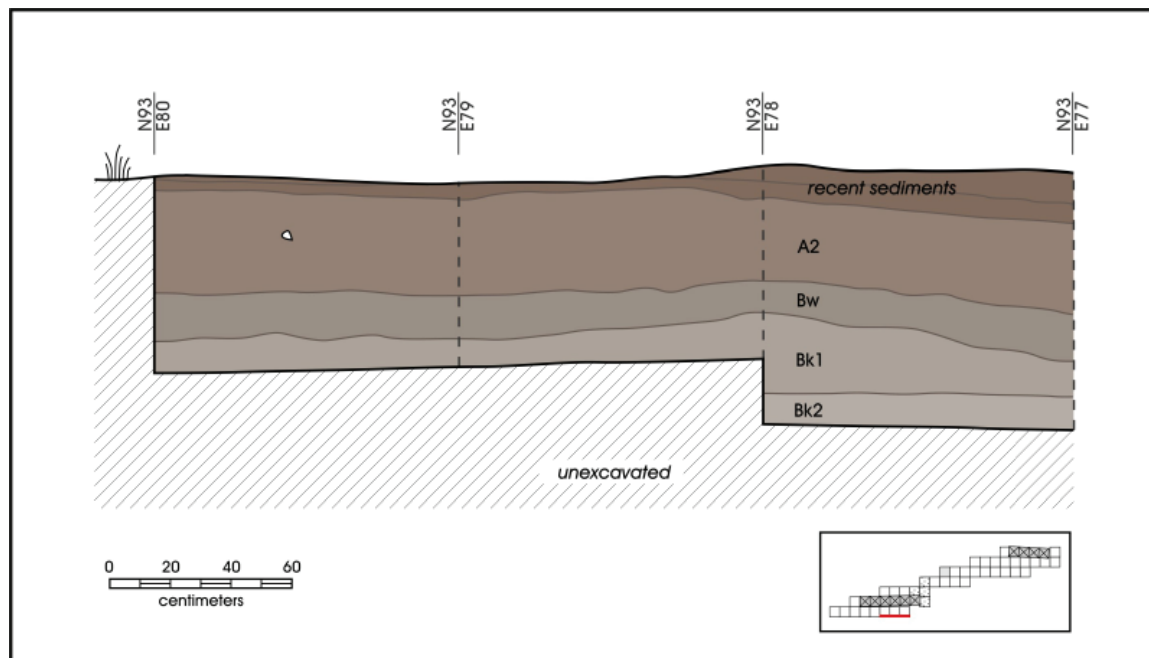 N93
E80
N93
E79
N93
E78
N93
E77
recent sediments
A2
Bw
Bk1
Bk2
unexcavated
0 20 40 60
centimeters